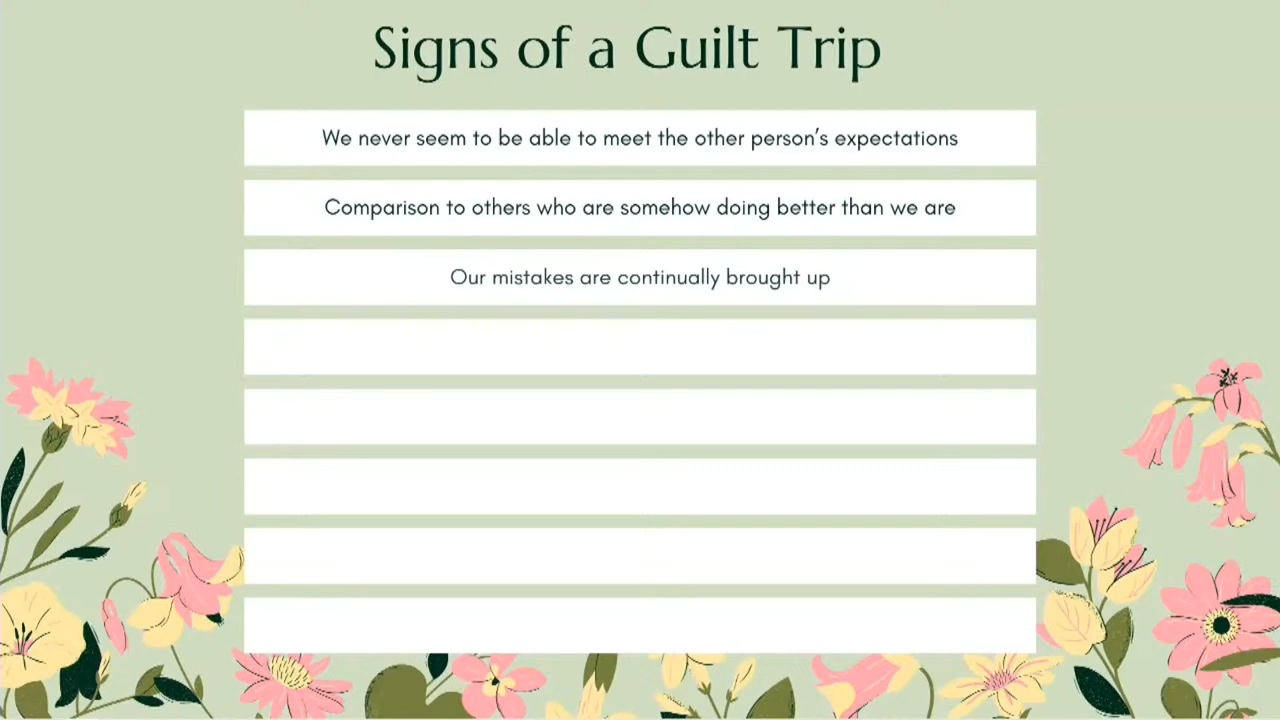 Signs of a Guilt Trip
We never seem to be able to meet the other person’s expectations
Comparison to others who are somehow doing better than we are
Our mistakes are continually brought up